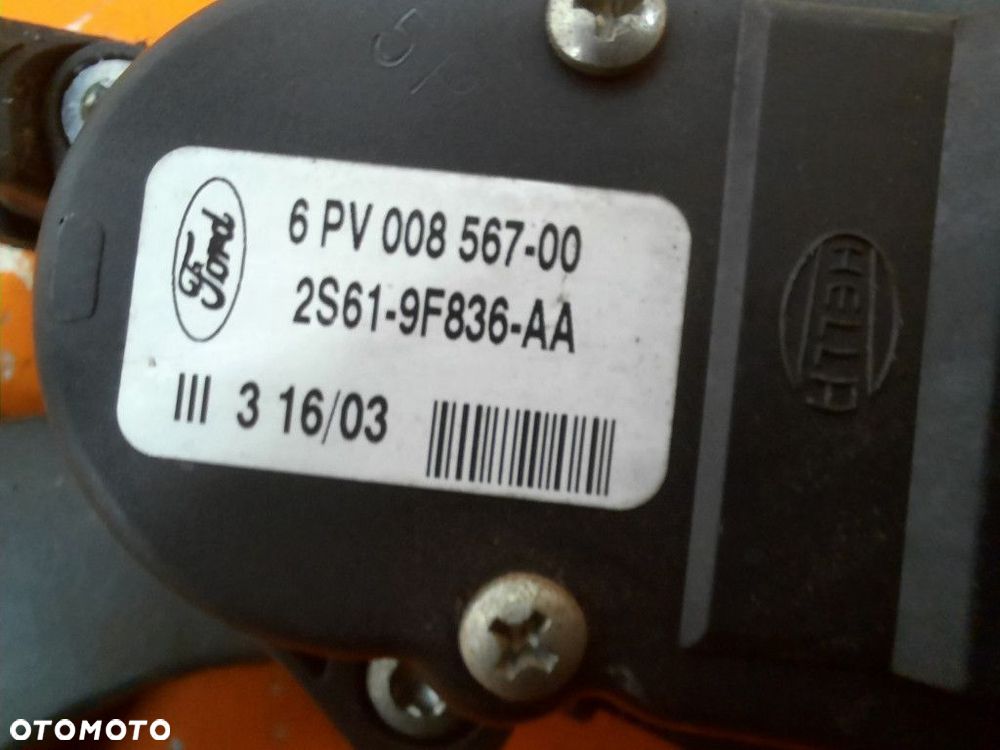 Ford
6 PV 008 567-00
2S61-9F836-AA
III 3 16/03
HELLA
OTOMOTO